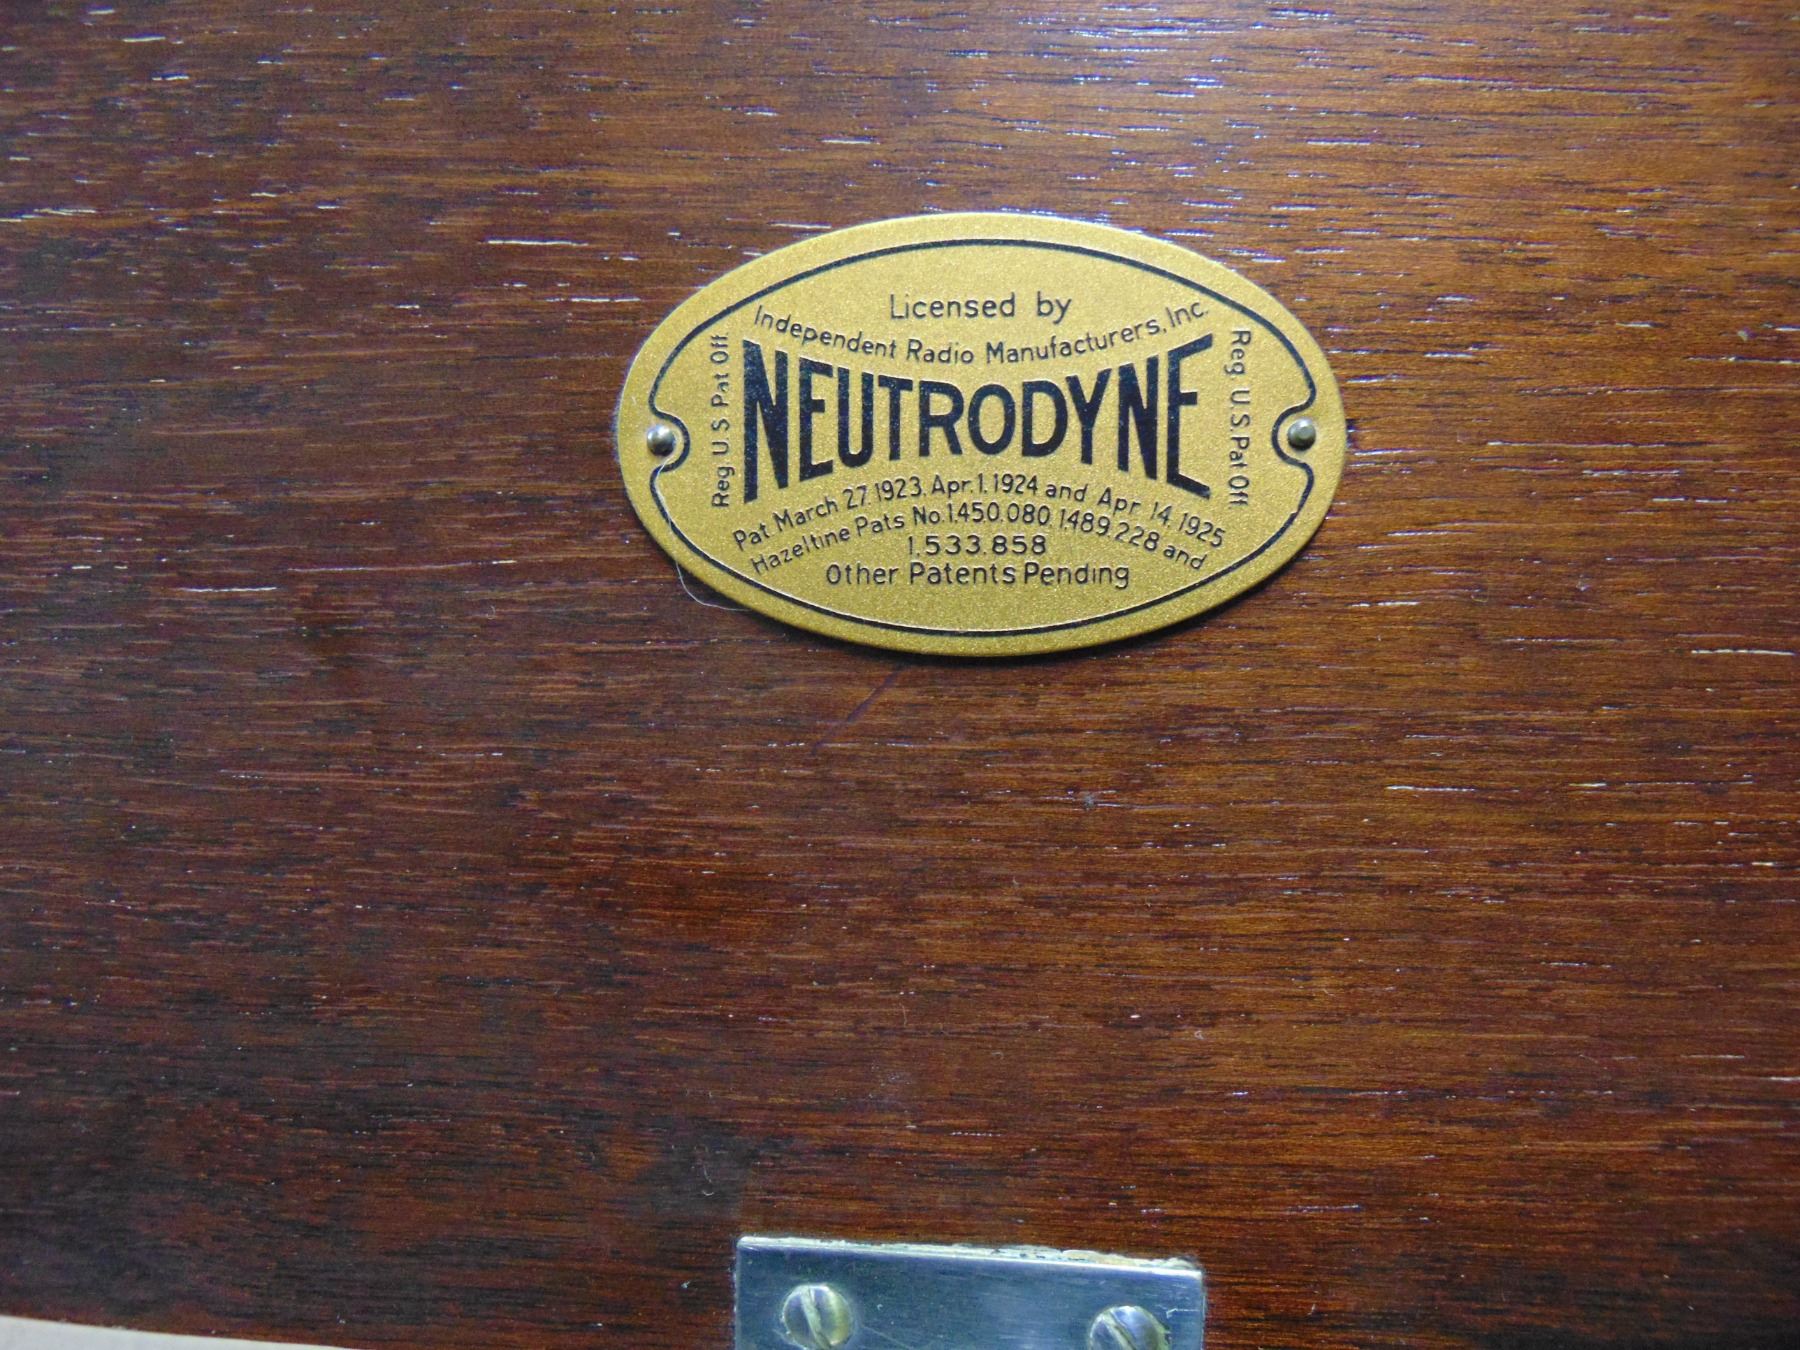 Licensed by
Independent Radio Manufacturers, Inc.
Reg U.S. Pat Off.
NEUTRODYNE
Reg. U.S. Pat Off
Pat March 27, 1923, Apr. 1, 1924 and Apr 14, 1925
Hazeltine Pats No. 1,450,080, 1,489,228 and
1,533,858
Other Patents Pending